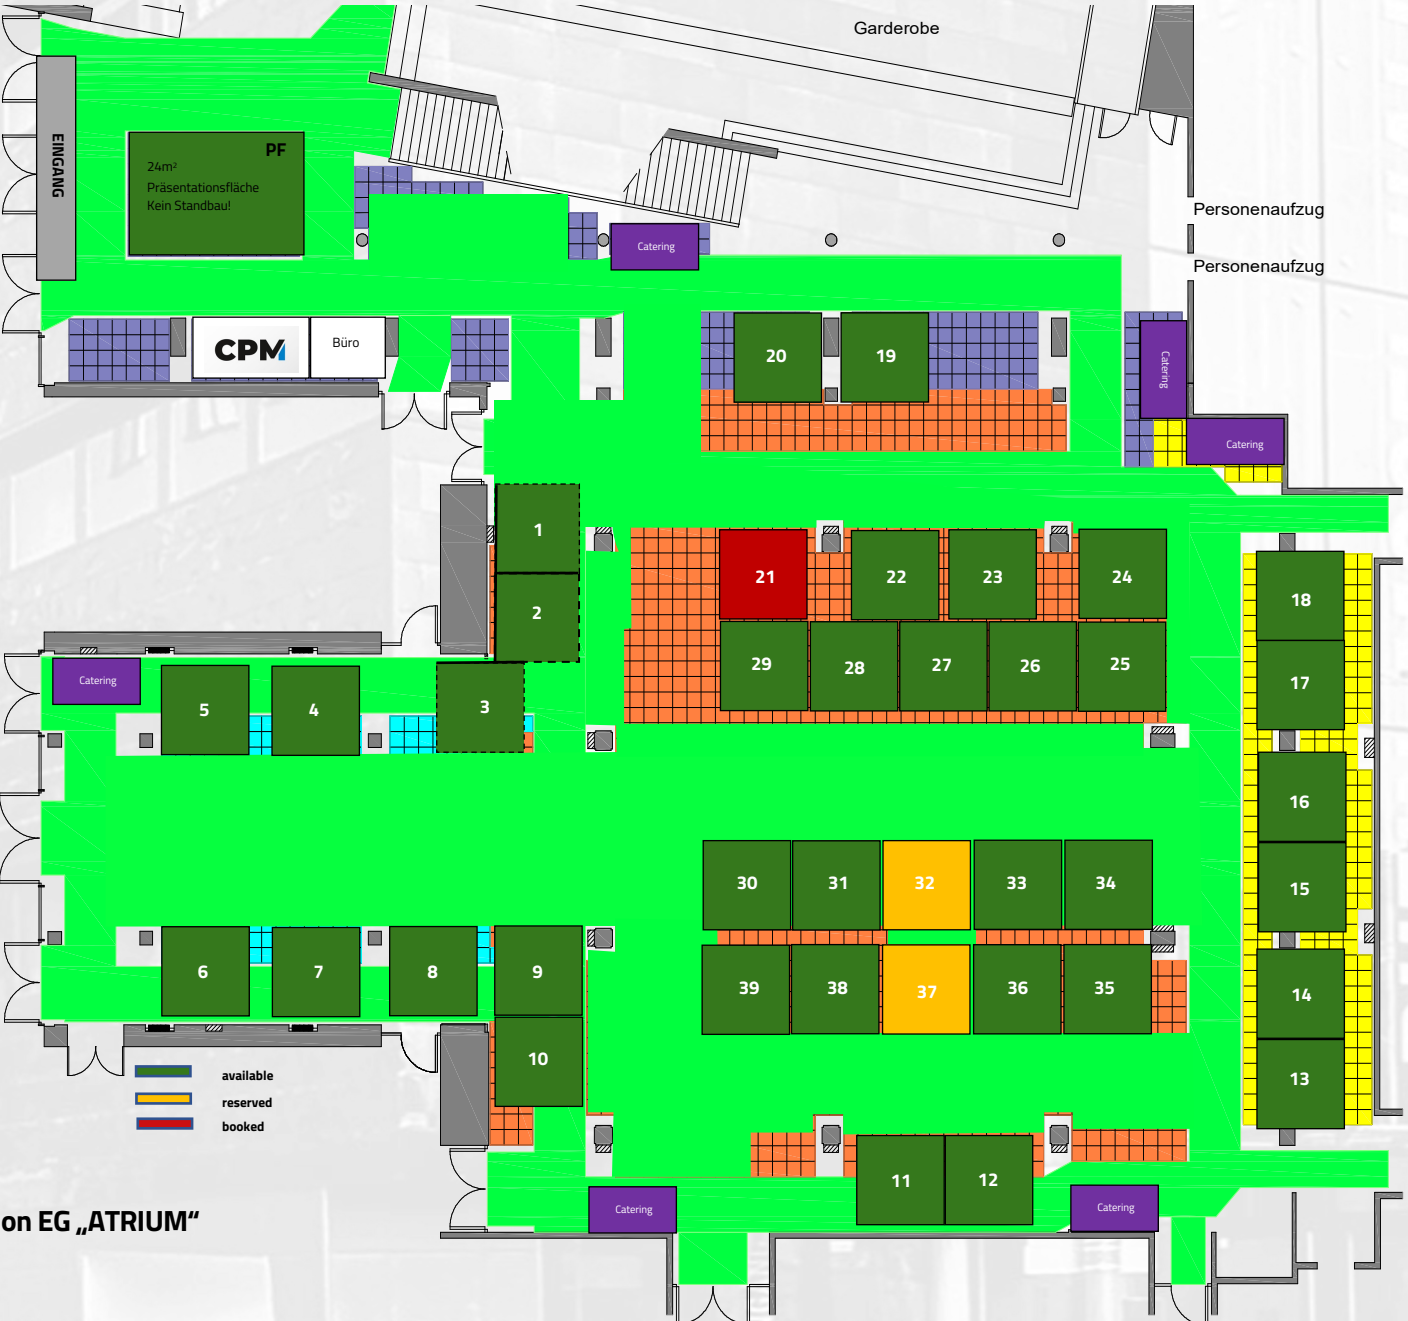 Garderobe
EINGANG
PF
24m²
Präsentationsfläche
Kein Standbau!
Personenaufzug
Catering
Personenaufzug
CPM
Büro
20
19
Catering
Catering
1
21
22
23
24
18
2
29
28
27
26
25
17
Catering
5
4
3
16
30
31
32
33
34
15
6
7
8
9
39
38
37
36
35
14
10
13
available
reserved
booked
11
12
Catering
Catering
on EG „ATRIUM“